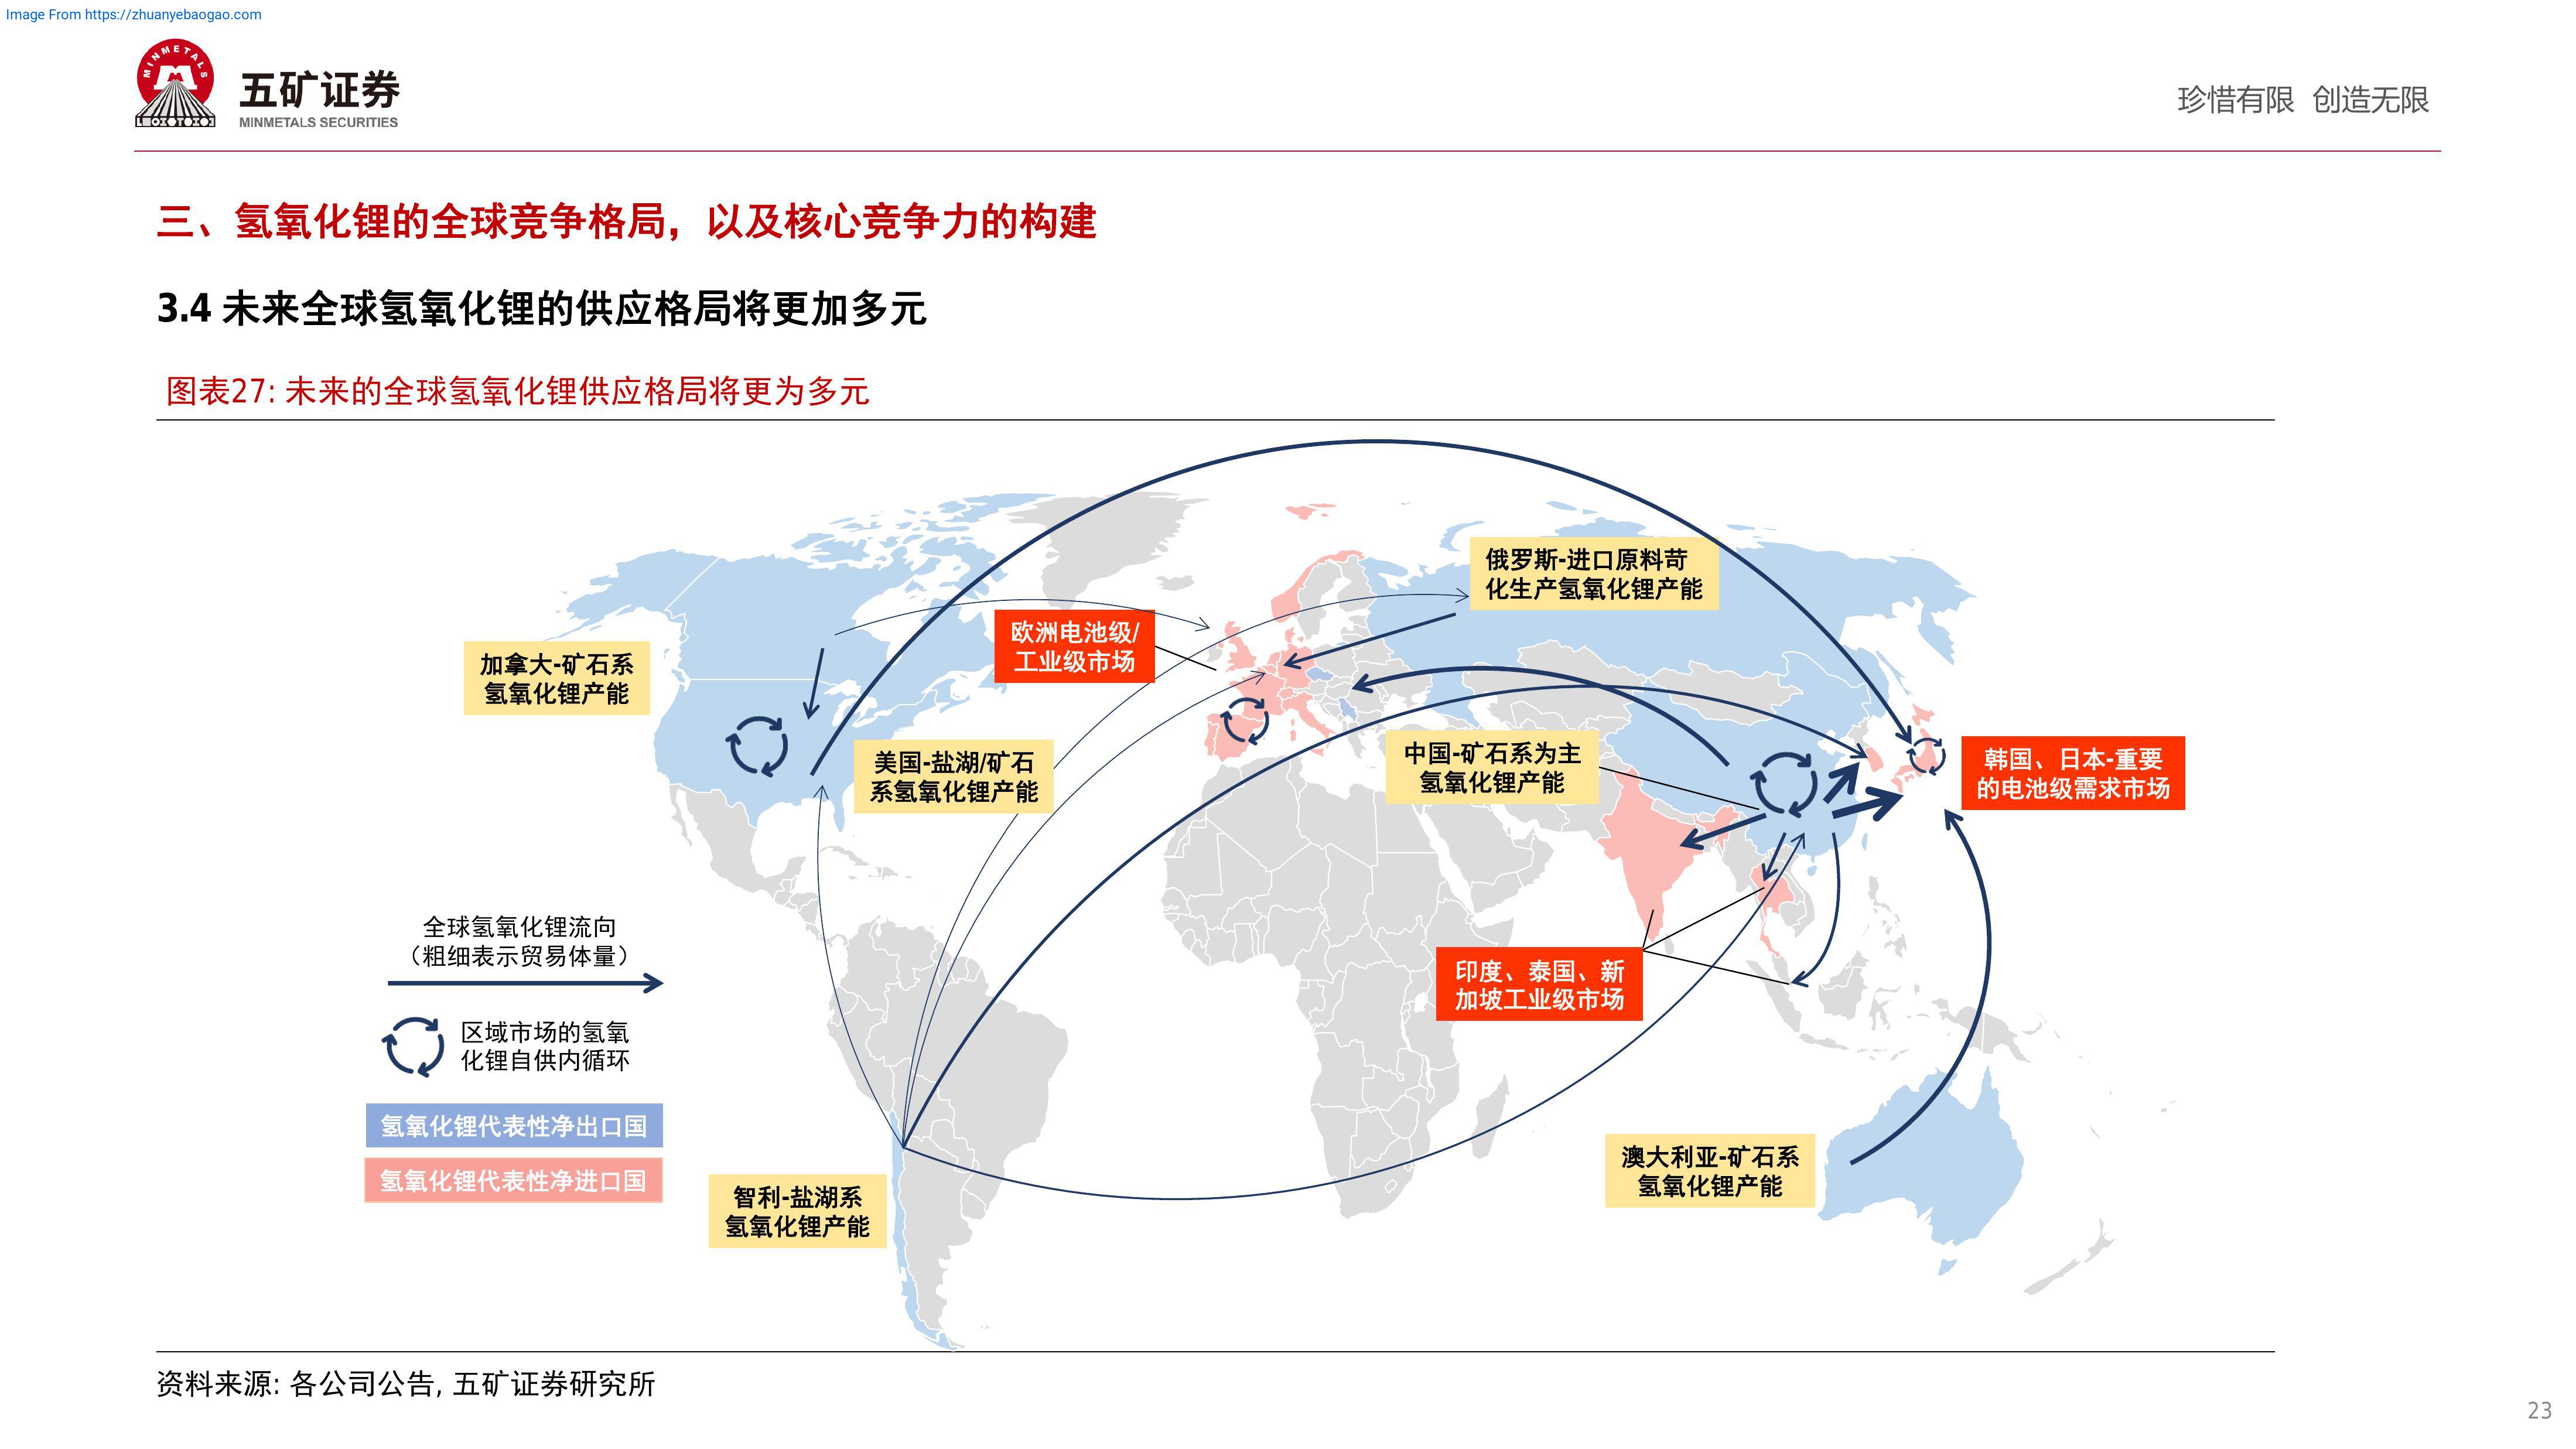 Image From https://zhuanyebaogao.com
MINMETALS
五矿证券
MINMETALS SECURITIES
珍惜有限 创造无限
三、氢氧化锂的全球竞争格局，以及核心竞争力的构建
3.4 未来全球氢氧化锂的供应格局将更加多元
图表27: 未来的全球氢氧化锂供应格局将更为多元
俄罗斯-进口原料苛
化生产氢氧化锂产能
欧洲电池级/
工业级市场
加拿大-矿石系
氢氧化锂产能
美国-盐湖/矿石
系氢氧化锂产能
中国-矿石系为主
氢氧化锂产能
韩国、日本-重要
的电池级需求市场
全球氢氧化锂流向
（粗细表示贸易体量）
印度、泰国、新
加坡工业级市场
区域市场的氢氧
化锂自供内循环
氢氧化锂代表性净出口国
氢氧化锂代表性净进口国
智利-盐湖系
氢氧化锂产能
澳大利亚-矿石系
氢氧化锂产能
资料来源: 各公司公告, 五矿证券研究所
23